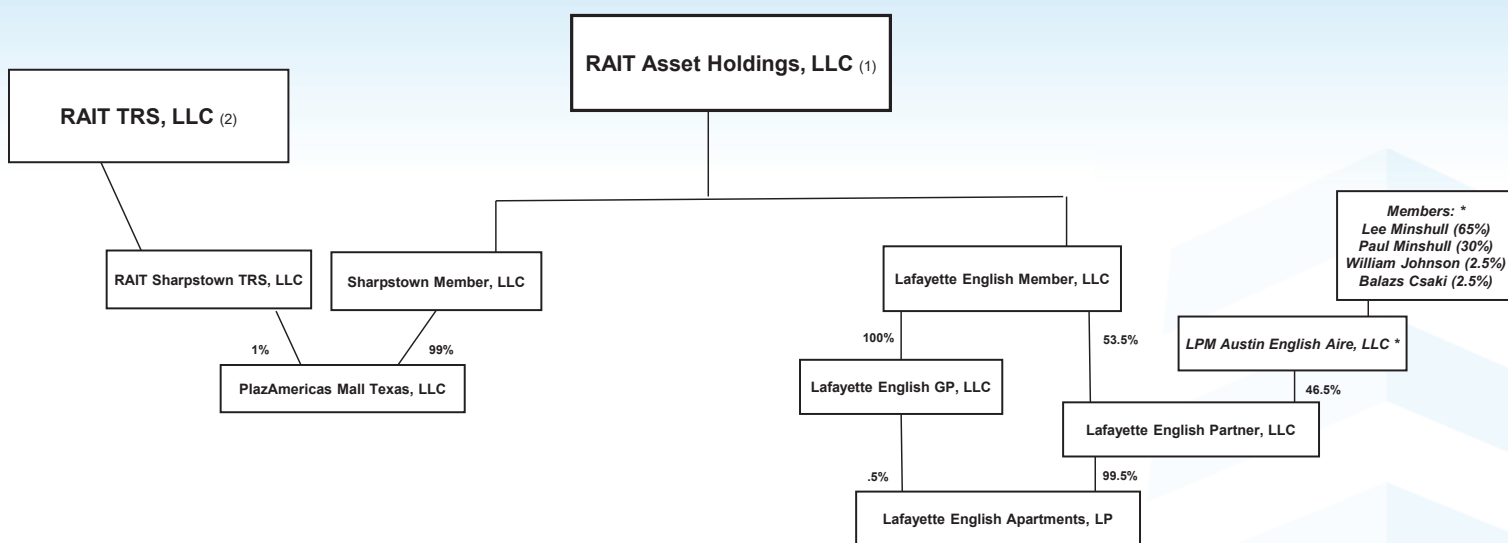 RAIT Asset Holdings, LLC (1)
RAIT TRS, LLC (2)
Members: *
Lee Minshull (65%)
Paul Minshull (30%)
William Johnson (2.5%)
Balazs Csaki (2.5%)
RAIT Sharpstown TRS, LLC
Sharpstown Member, LLC
Lafayette English Member, LLC
LPM Austin English Aire, LLC *
1%
99%
100%
53.5%
46.5%
PlazAmericas Mall Texas, LLC
Lafayette English GP, LLC
Lafayette English Partner, LLC
.5%
99.5%
Lafayette English Apartments, LP